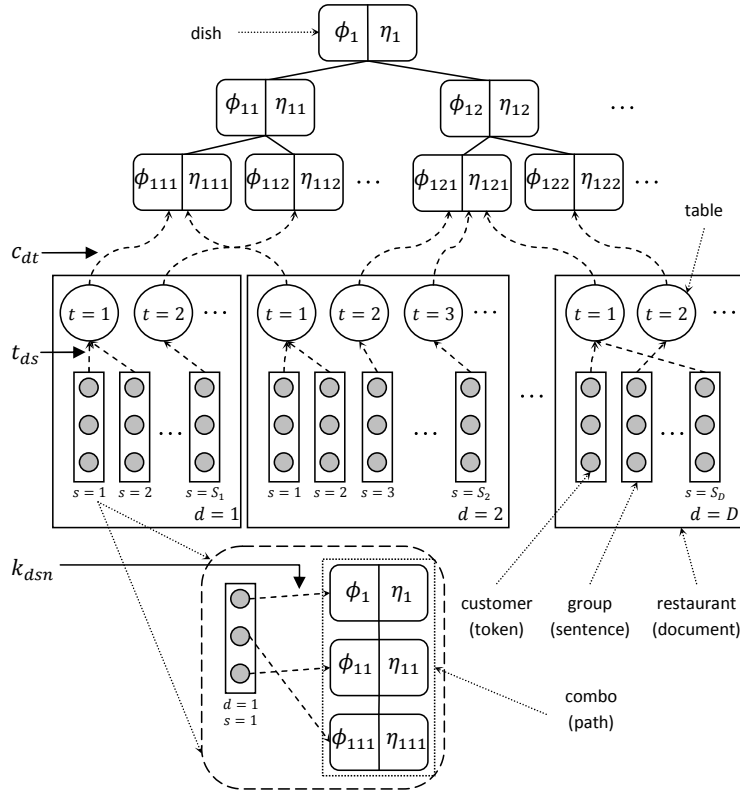 dish
ϕ₁ η₁
ϕ₁₁ η₁₁ ϕ₁₂ η₁₂ ⋯
ϕ₁₁₁ η₁₁₁ ϕ₁₁₂ η₁₁₂ ⋯ ϕ₁₂₁ η₁₂₁ ϕ₁₂₂ η₁₂₂ ⋯
table
c_dt
t = 1 t = 2 ⋯ t = 1 t = 2 t = 3 ⋯ t = 1 t = 2 ⋯
t_ds
⋯ ⋯ ⋯ ⋯
s = 1 s = 2 s = S₁ s = 1 s = 2 s = 3 s = S₂ s = S_D
d = 1 d = 2 d = D
k_dsn
ϕ₁ η₁
customer group restaurant
(token) (sentence) (document)
ϕ₁₁ η₁₁
d = 1
s = 1
combo
(path)
ϕ₁₁₁ η₁₁₁